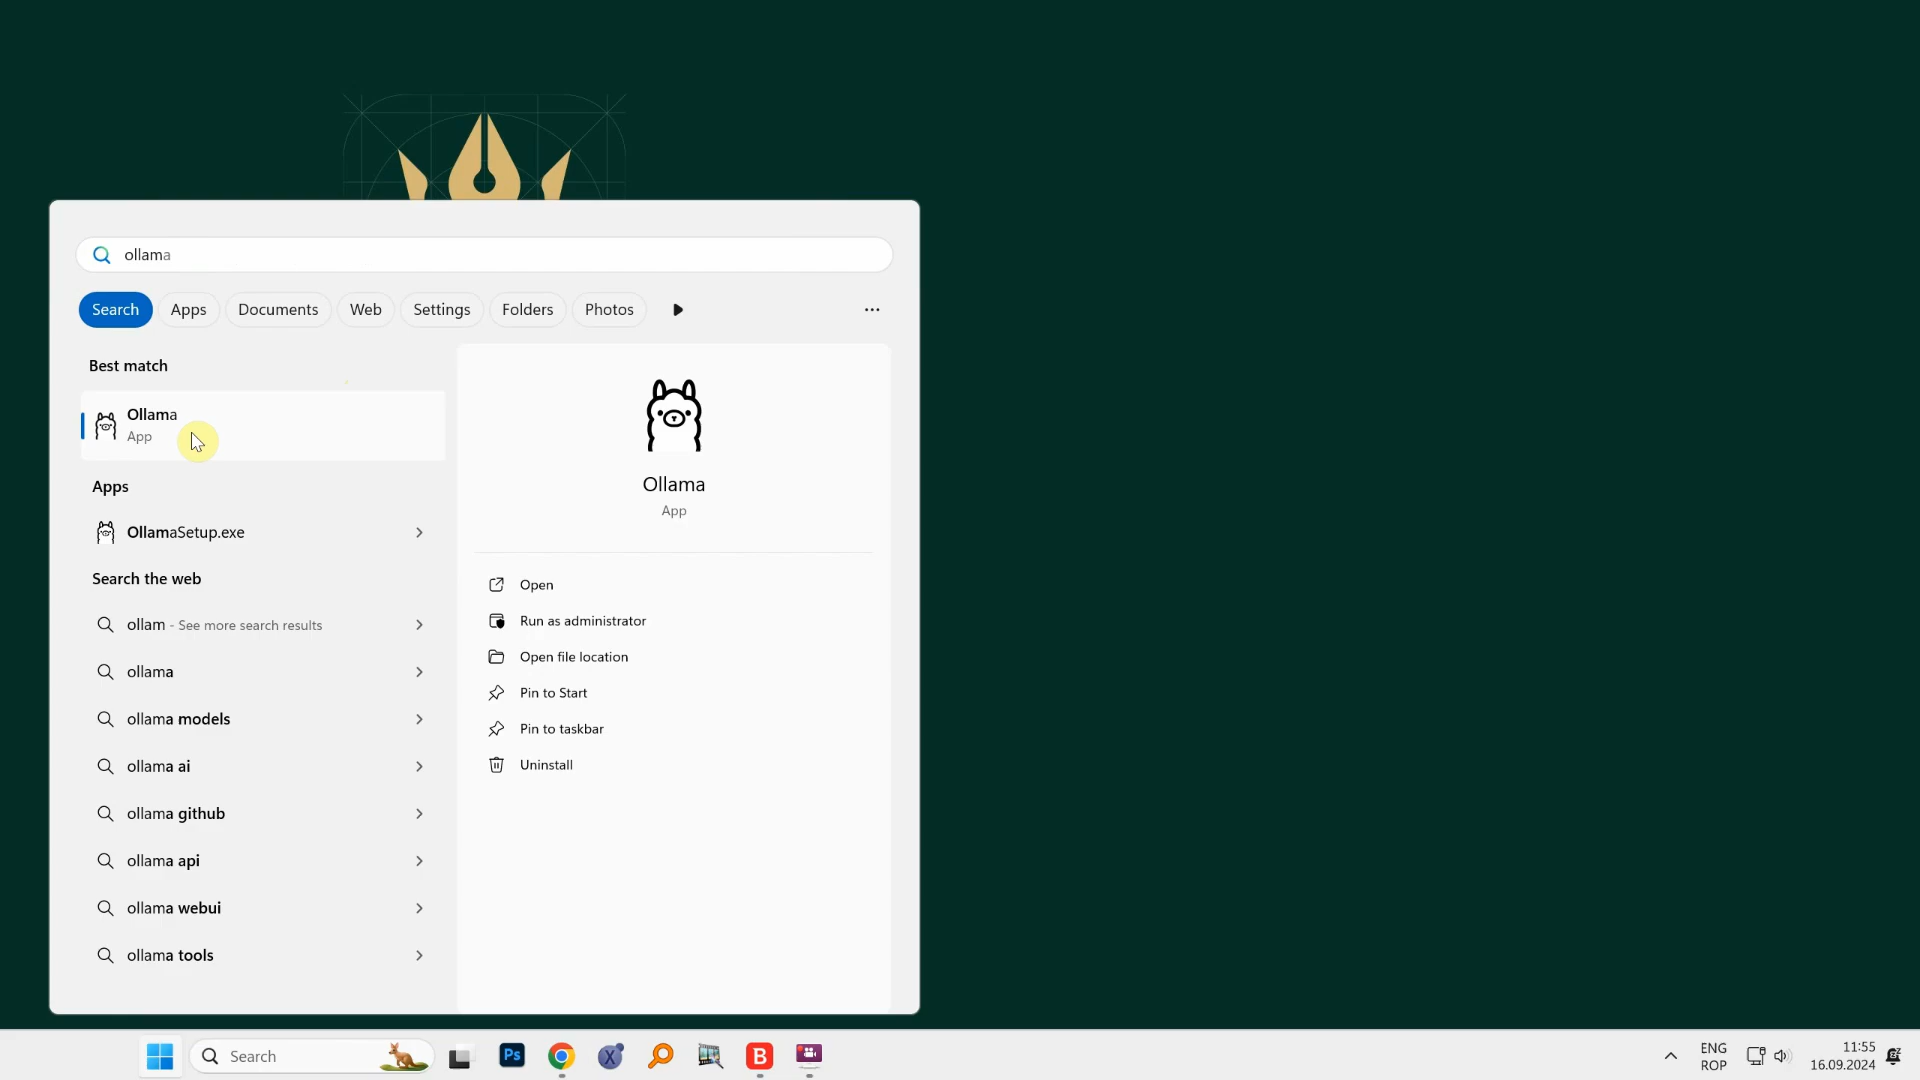 ollama
Search
Apps
Documents
Web
Settings
Folders
Photos
Best match
Ollama
App
Apps
OllamaSetup.exe
Search the web
ollam - See more search results
ollama
ollama models
ollama ai
ollama github
ollama api
ollama webui
ollama tools
Ollama
App
Open
Run as administrator
Open file location
Pin to Start
Pin to taskbar
Uninstall
Search
Ps
X
B
ENG
ROP
11:55
16.09.2024